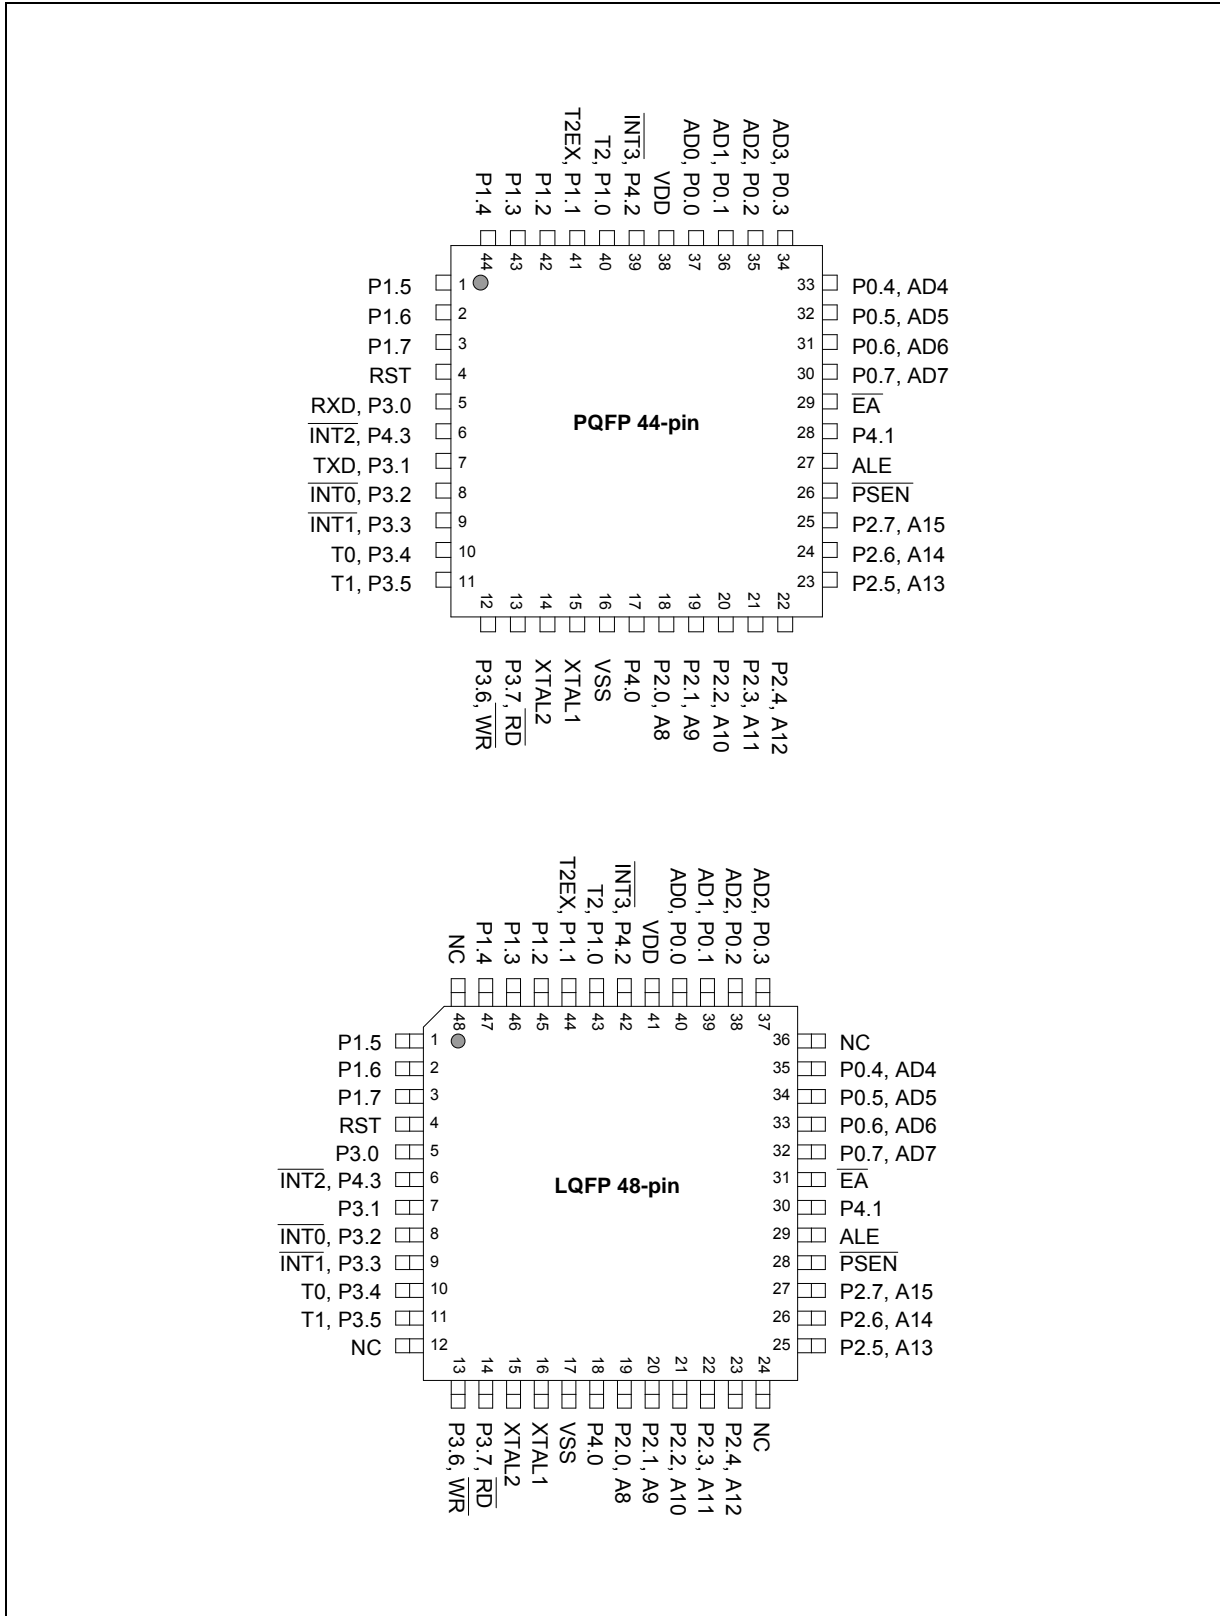 P1.4
P1.3
P1.2
T2EX, P1.1
T2, P1.0
INT3, P4.2
VDD
AD0, P0.0
AD1, P0.1
AD2, P0.2
AD3, P0.3
44
43
42
41
40
39
38
37
36
35
34
P1.5 1
P1.6 2
P1.7 3
RST 4
RXD, P3.0 5
INT2, P4.3 6
TXD, P3.1 7
INT0, P3.2 8
INT1, P3.3 9
T0, P3.4 10
T1, P3.5 11
PQFP 44-pin
33 P0.4, AD4
32 P0.5, AD5
31 P0.6, AD6
30 P0.7, AD7
29 EA
28 P4.1
27 ALE
26 PSEN
25 P2.7, A15
24 P2.6, A14
23 P2.5, A13
12
13
14
15
16
17
18
19
20
21
22
P3.6, WR
P3.7, RD
XTAL2
XTAL1
VSS
P4.0
P2.0, A8
P2.1, A9
P2.2, A10
P2.3, A11
P2.4, A12
NC
P1.4
P1.3
P1.2
T2EX, P1.1
T2, P1.0
INT3, P4.2
VDD
AD0, P0.0
AD1, P0.1
AD2, P0.2
AD2, P0.3
48
47
46
45
44
43
42
41
40
39
38
37
P1.5 1
P1.6 2
P1.7 3
RST 4
P3.0 5
INT2, P4.3 6
P3.1 7
INT0, P3.2 8
INT1, P3.3 9
T0, P3.4 10
T1, P3.5 11
NC 12
LQFP 48-pin
36 NC
35 P0.4, AD4
34 P0.5, AD5
33 P0.6, AD6
32 P0.7, AD7
31 EA
30 P4.1
29 ALE
28 PSEN
27 P2.7, A15
26 P2.6, A14
25 P2.5, A13
13
14
15
16
17
18
19
20
21
22
23
24
P3.6, WR
P3.7, RD
XTAL2
XTAL1
VSS
P4.0
P2.0, A8
P2.1, A9
P2.2, A10
P2.3, A11
P2.4, A12
NC